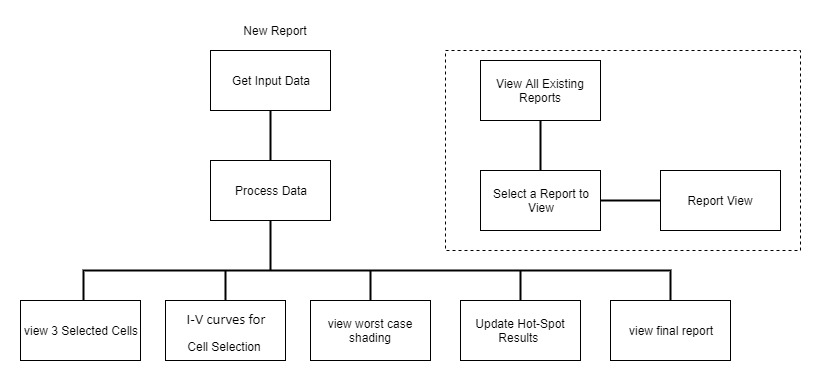 New Report
Get Input Data
Process Data
view 3 Selected Cells
I-V curves for
Cell Selection
view worst case
shading
Update Hot-Spot
Results
view final report
View All Existing
Reports
Select a Report to
View
Report View